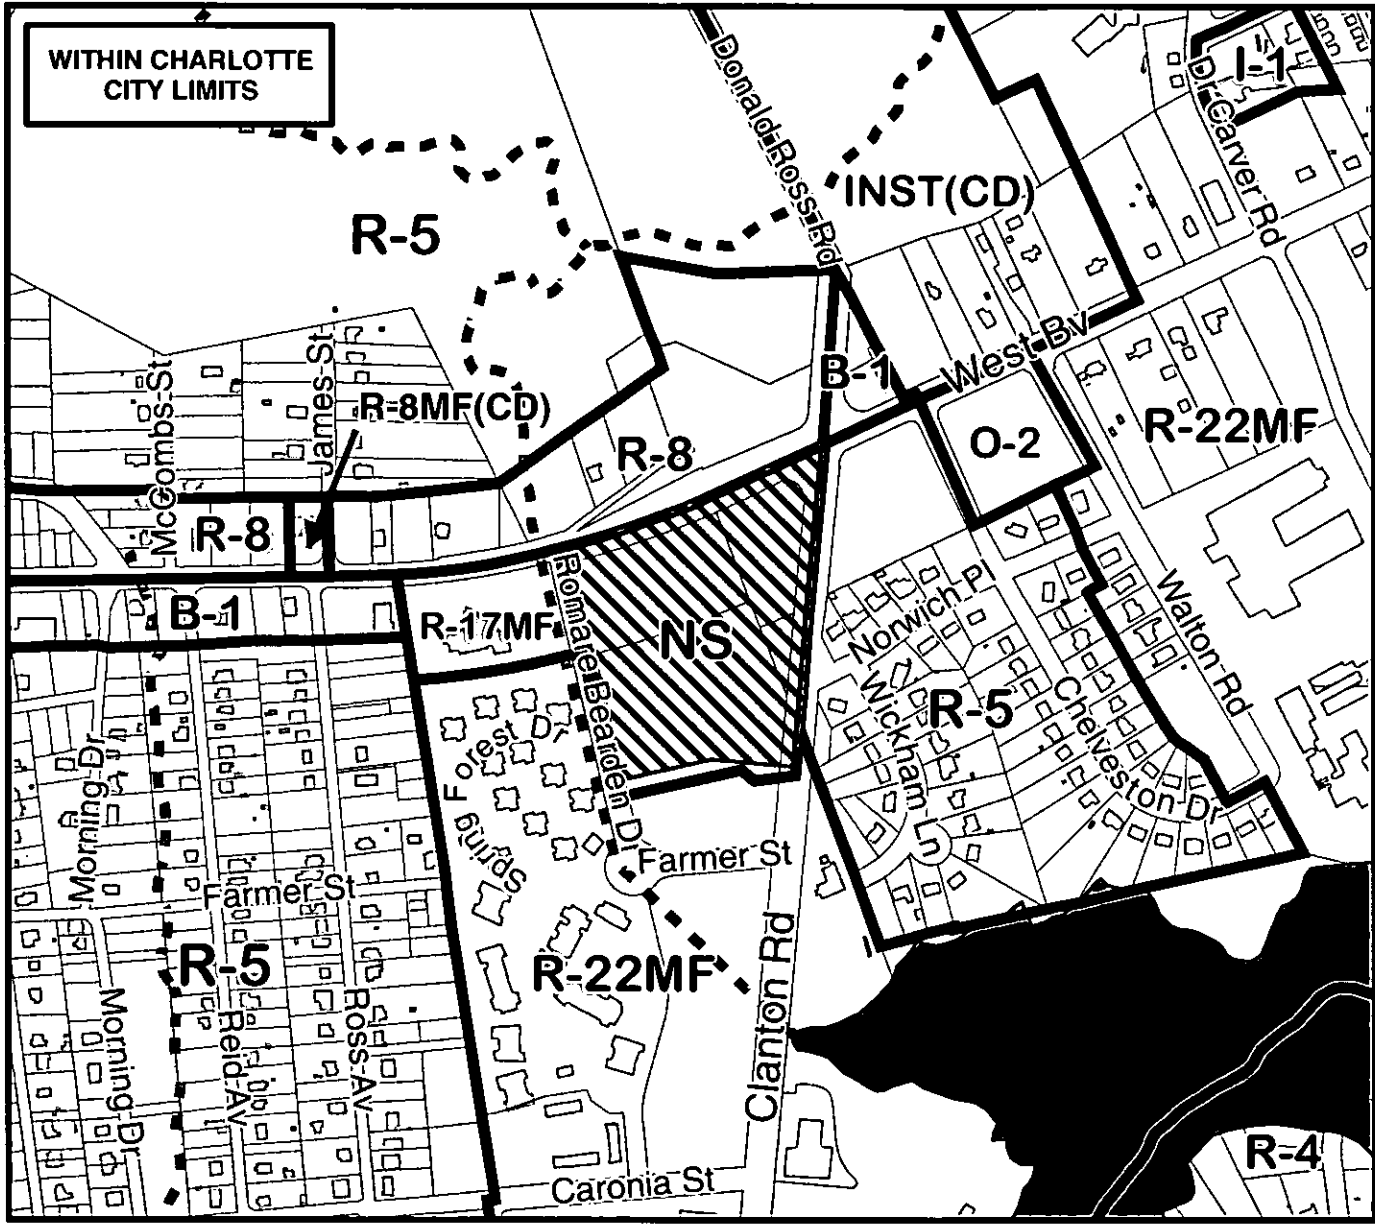 WITHIN CHARLOTTE
CITY LIMITS
Donald Ross Rd
I-1
Dr Carver Rd
INST(CD)
R-5
McCombs St
James St
R-8MF(CD)
B-1
West Bv
R-8
O-2
R-22MF
R-8
B-1
R-17MF
Romare Bearden Dr
NS
Norwich Pl
Walton Rd
Wickham Ln
R-5
Chelveston Dr
Morning Dr
Spring Forest Dr
Farmer St
Farmer St
R-5
R-22MF
Clanton Rd
Morning Dr
Reid Av
Ross Av
R-4
Caronia St